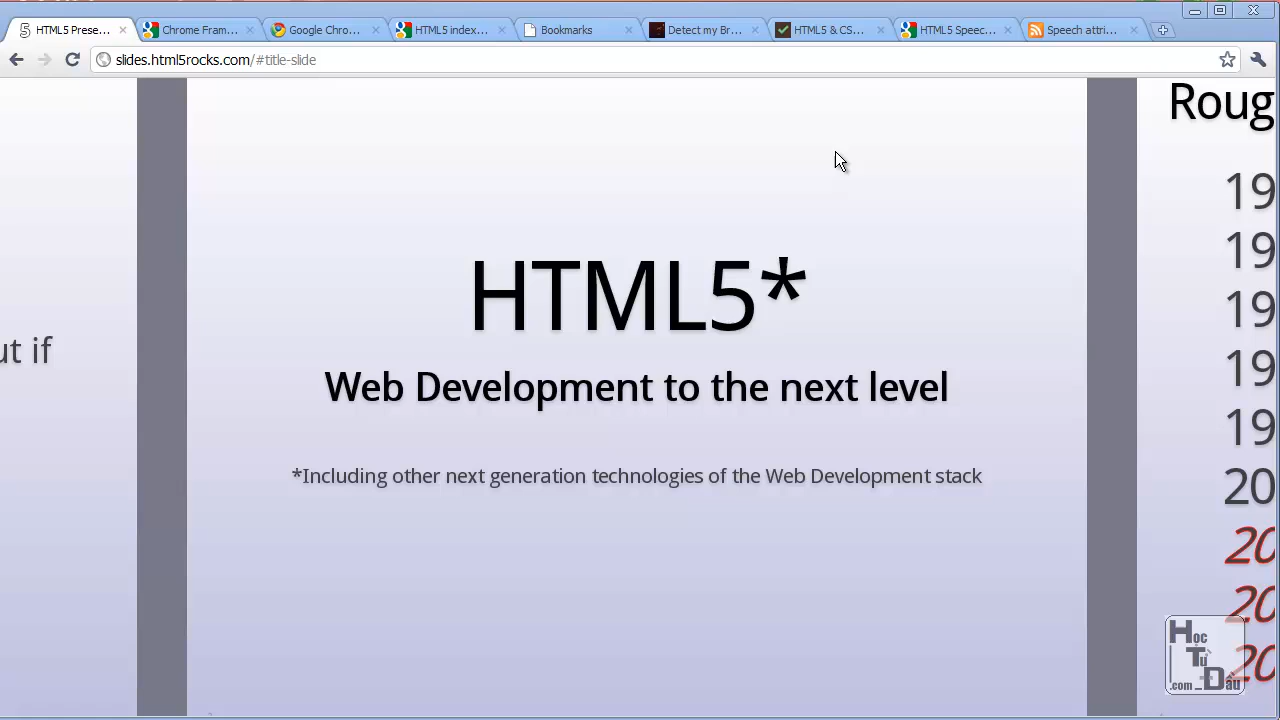 HTML5 Prese...
Chrome Fram...
Google Chro...
HTML5 index...
Bookmarks
Detect my Br...
HTML5 & CS...
HTML5 Speec...
Speech attri...
slides.html5rocks.com/#title-slide
ut if
HTML5*
Web Development to the next level
*Including other next generation technologies of the Web Development stack
Roug
19
19
19
19
19
20
20
20
20
Hoc
Tu
.com _ Dau